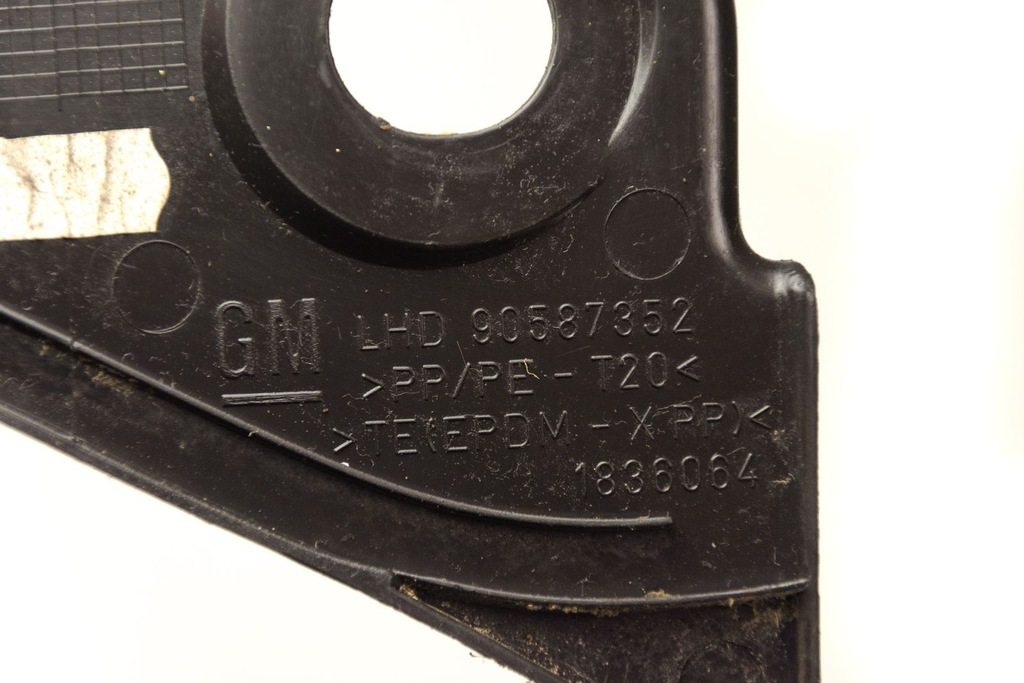 GM LHD 90587352
>PP/PE - T20<
>TE(EPDM - X PP)<
1836064